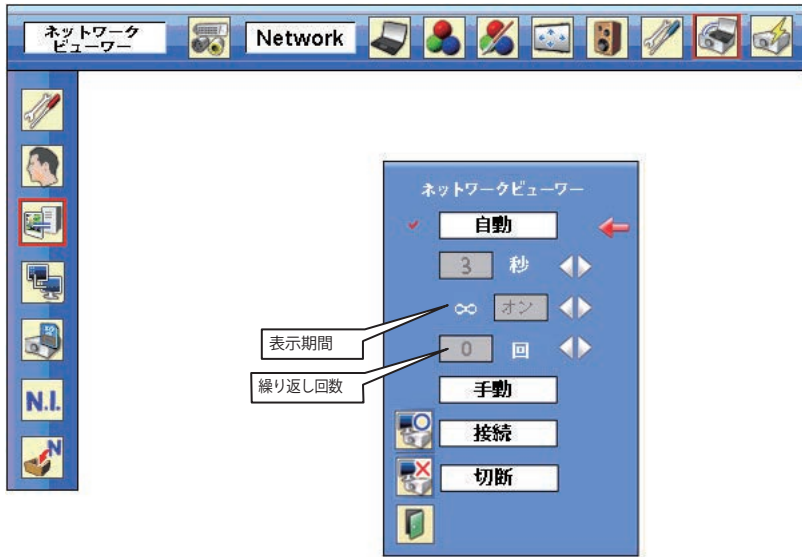 ネットワーク
ビューワー
Network
N.I.
N
ネットワークビューワー
自動
3 秒
∞ オン
0 回
手動
接続
切断
表示期間
繰り返し回数